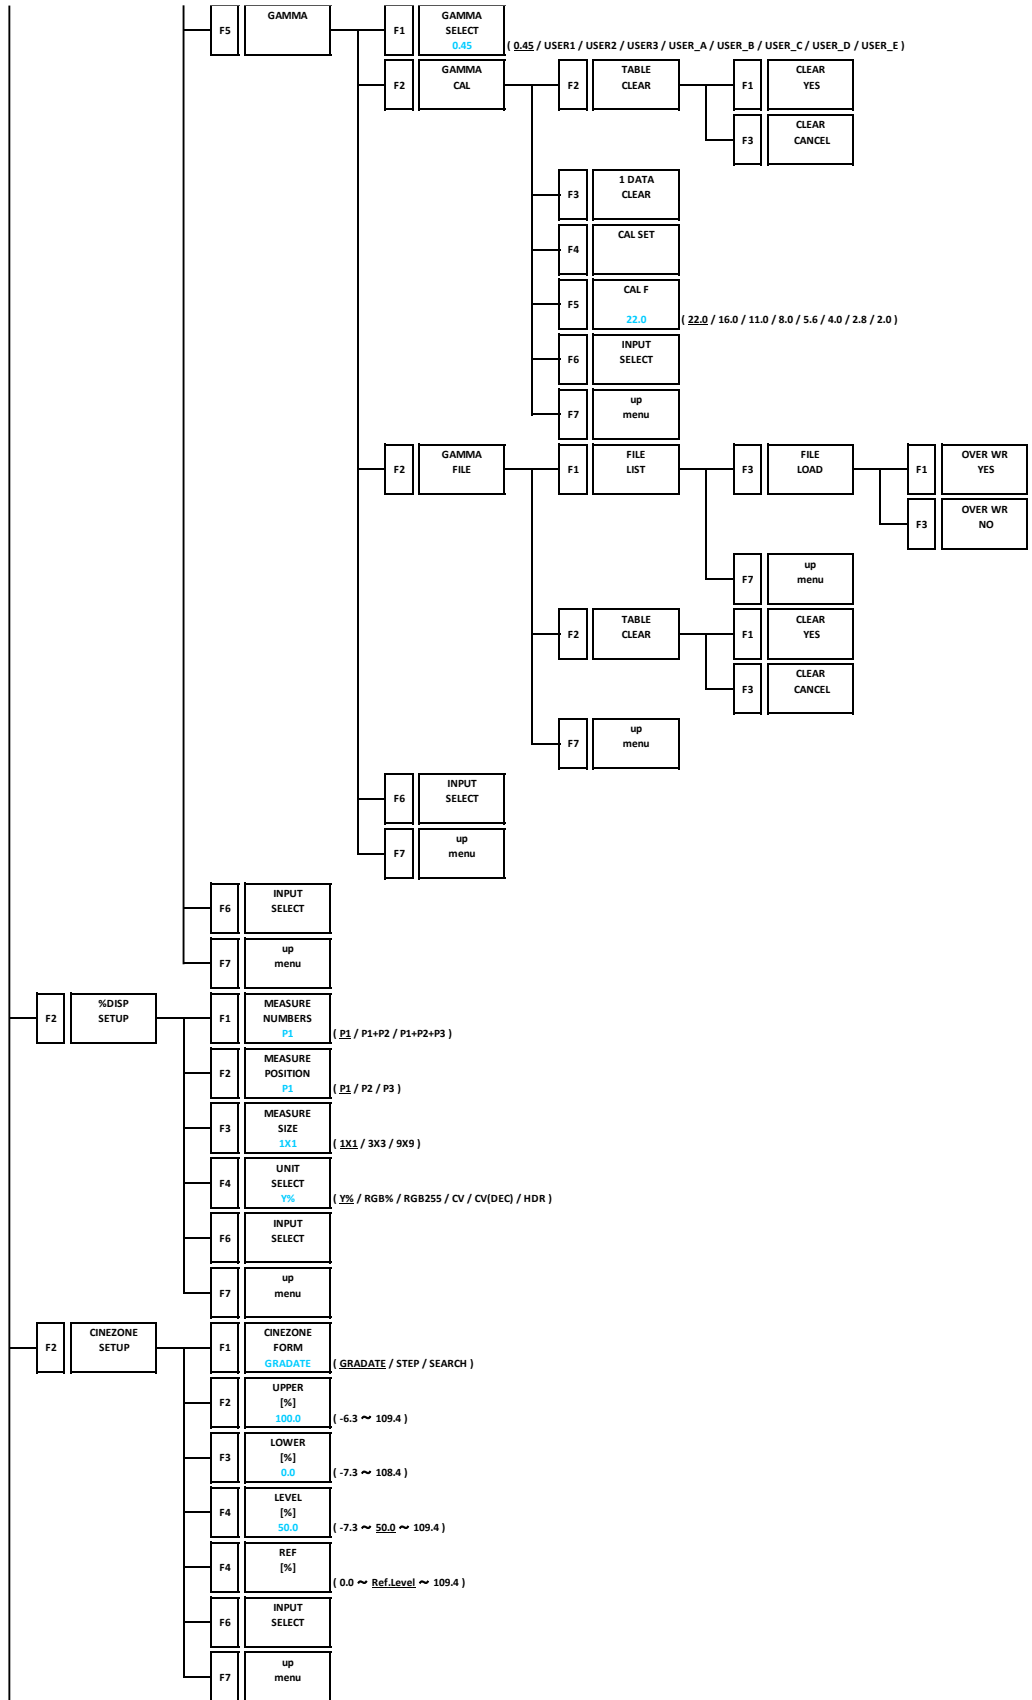 F5
GAMMA
F1
GAMMA
SELECT
0.45
( 0.45 / USER1 / USER2 / USER3 / USER_A / USER_B / USER_C / USER_D / USER_E )
F2
GAMMA
CAL
F2
TABLE
CLEAR
F1
CLEAR
YES
F3
CLEAR
CANCEL
F3
1 DATA
CLEAR
F4
CAL SET
F5
CAL F
22.0
( 22.0 / 16.0 / 11.0 / 8.0 / 5.6 / 4.0 / 2.8 / 2.0 )
F6
INPUT
SELECT
F7
up
menu
F2
GAMMA
FILE
F1
FILE
LIST
F3
FILE
LOAD
F1
OVER WR
YES
F3
OVER WR
NO
F7
up
menu
F2
TABLE
CLEAR
F1
CLEAR
YES
F3
CLEAR
CANCEL
F7
up
menu
F6
INPUT
SELECT
F7
up
menu
F6
INPUT
SELECT
F7
up
menu
F2
%DISP
SETUP
F1
MEASURE
NUMBERS
P1
( P1 / P1+P2 / P1+P2+P3 )
F2
MEASURE
POSITION
P1
( P1 / P2 / P3 )
F3
MEASURE
SIZE
1X1
( 1X1 / 3X3 / 9X9 )
F4
UNIT
SELECT
Y%
( Y% / RGB% / RGB255 / CV / CV(DEC) / HDR )
F6
INPUT
SELECT
F7
up
menu
F2
CINEZONE
SETUP
F1
CINEZONE
FORM
GRADATE
( GRADATE / STEP / SEARCH )
F2
UPPER
[%]
100.0
( -6.3 ～ 109.4 )
F3
LOWER
[%]
0.0
( -7.3 ～ 108.4 )
F4
LEVEL
[%]
50.0
( -7.3 ～ 50.0 ～ 109.4 )
F4
REF
[%]
( 0.0 ～ Ref.Level ～ 109.4 )
F6
INPUT
SELECT
F7
up
menu